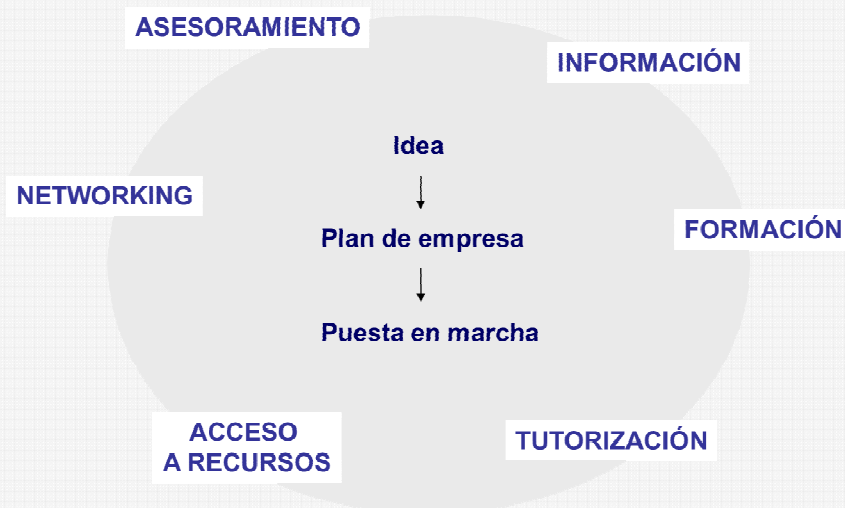 ASESORAMIENTO
INFORMACIÓN
Idea
NETWORKING
FORMACIÓN
Plan de empresa
Puesta en marcha
ACCESO
A RECURSOS
TUTORIZACIÓN